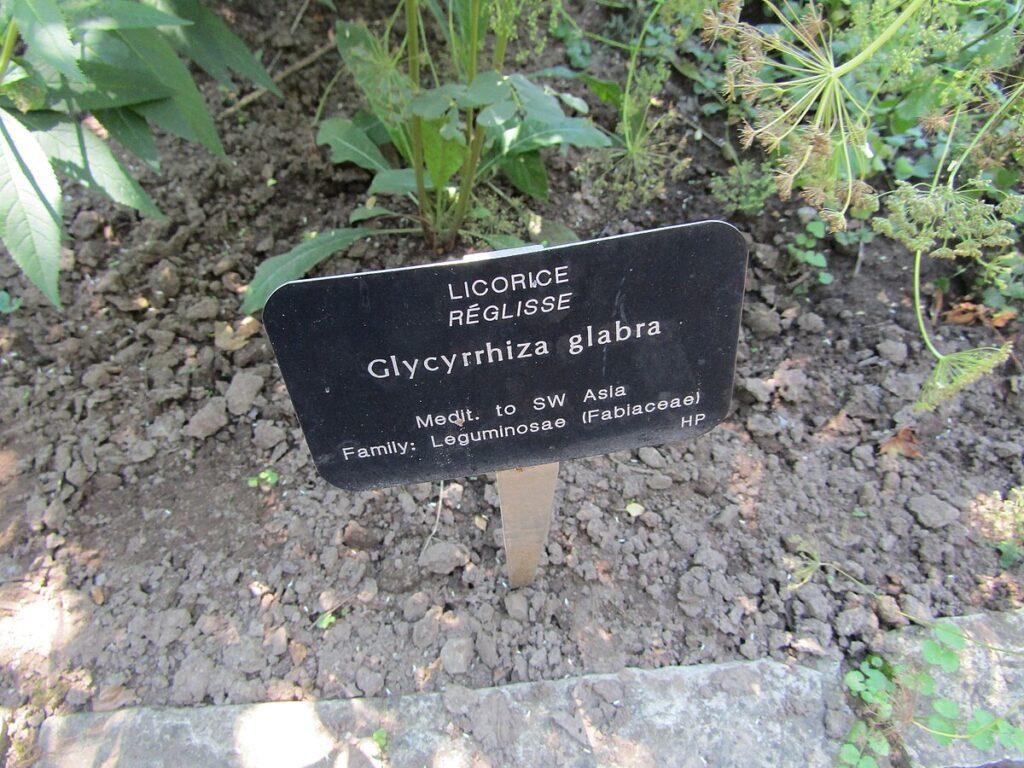 LICORICE
RÉGLISSE
Glycyrrhiza glabra
Medit. to SW Asia
Family: Leguminosae (Fabiaceae)
HP